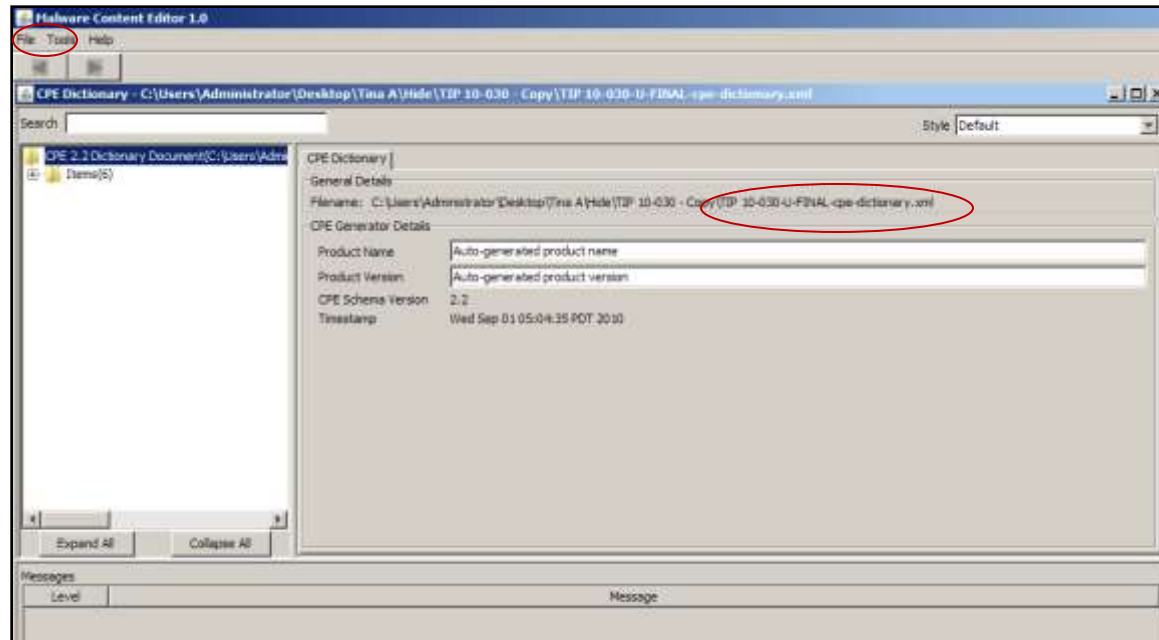 Malware Content Editor 1.0
File Tools Help
CPE Dictionary - C:\Users\Administrator\Desktop\Tina A\Hide\TIP 10-030 - Copy\TIP 10-030-U-FINAL-cpe-dictionary.xml
Search
Style Default
CPE 2.2 Dictionary Document(C:\Users\Admi
Items(6)
CPE Dictionary
General Details
Filename: C:\Users\Administrator\Desktop\Tina A\Hide\TIP 10-030 - Copy\TIP 10-030-U-FINAL-cpe-dictionary.xml
CPE Generator Details
Product Name Auto-generated product name
Product Version Auto-generated product version
CPE Schema Version 2.2
Timestamp Wed Sep 01 05:04:35 PDT 2010
Expand All Collapse All
Messages
Level Message